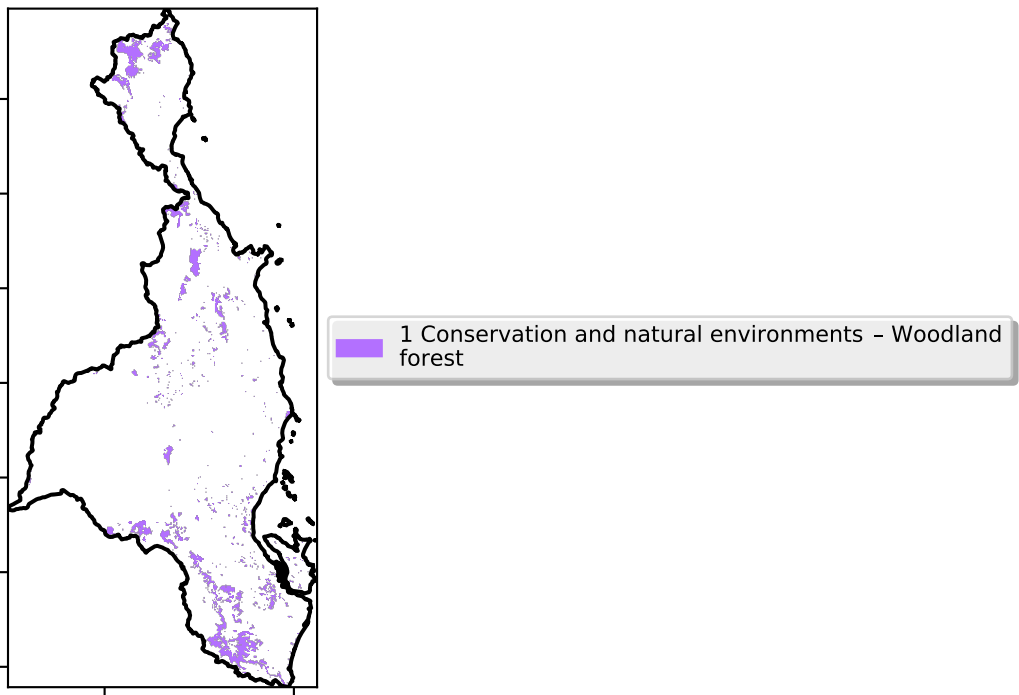 1 Conservation and natural environments – Woodland
forest